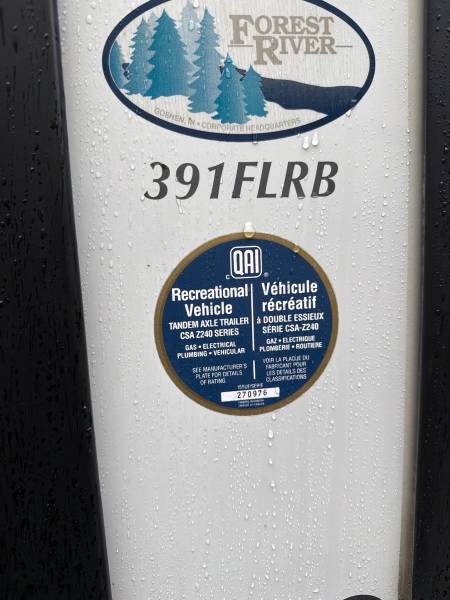 FOREST
RIVER
GOSHEN, IN • CORPORATE HEADQUARTERS
391FLRB
C QAI ®
Recreational
Vehicle
TANDEM AXLE TRAILER
CSA Z240 SERIES
GAS • ELECTRICAL
PLUMBING • VEHICULAR
SEE MANUFACTURER'S
PLATE FOR DETAILS
OF RATING
Véhicule
récréatif
à DOUBLE ESSIEUX
SÉRIE CSA-Z240
GAZ • ÉLECTRIQUE
PLOMBERIE • ROUTIERE
VOIR LA PLAQUE DU
FABRICANT POUR
LES DÉTAILS DES
CLASSIFICATIONS
270976